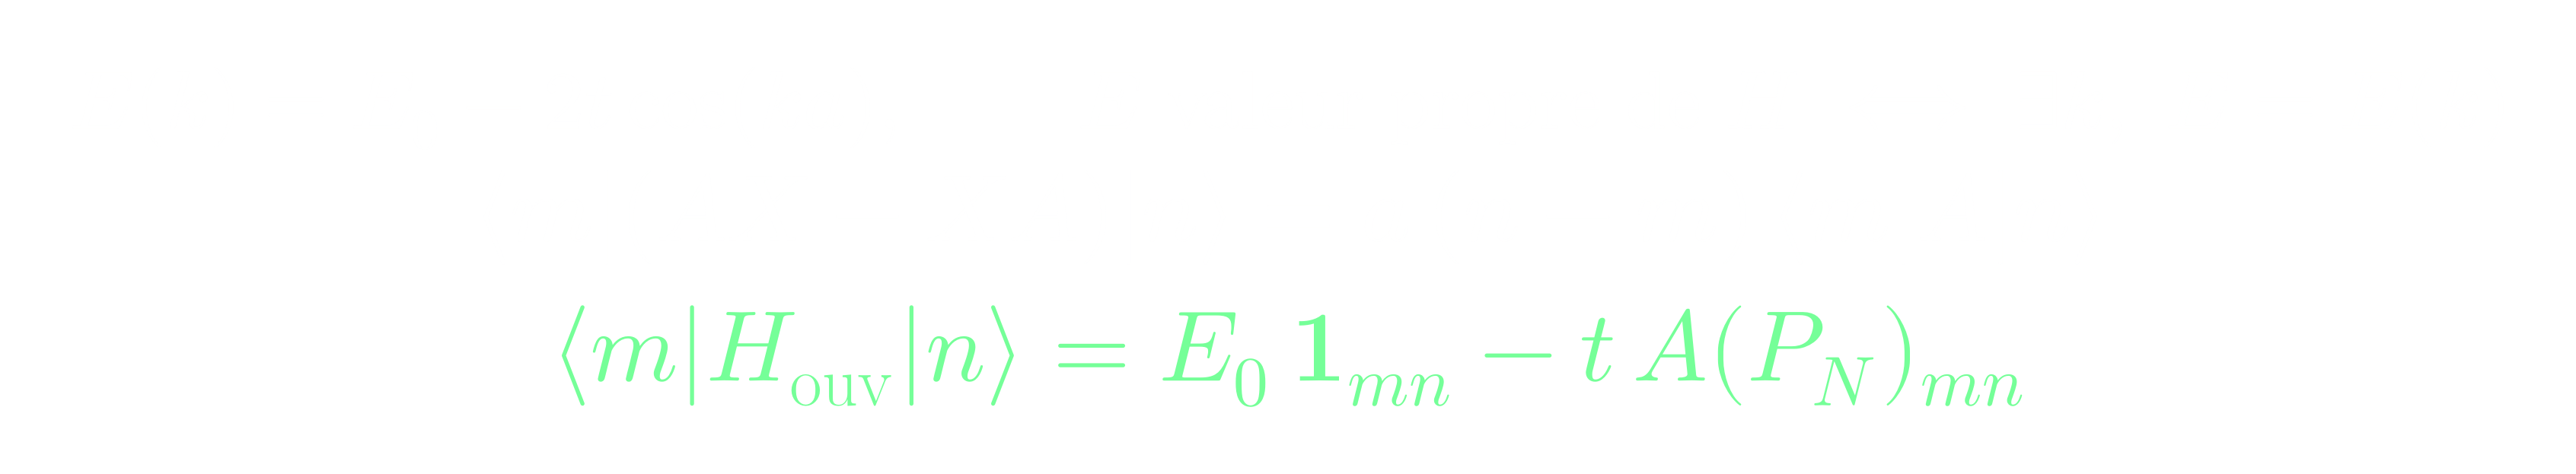 ⟨m|H_ouv|n⟩ = E_0 𝟏_mn − t A(P_N)_mn